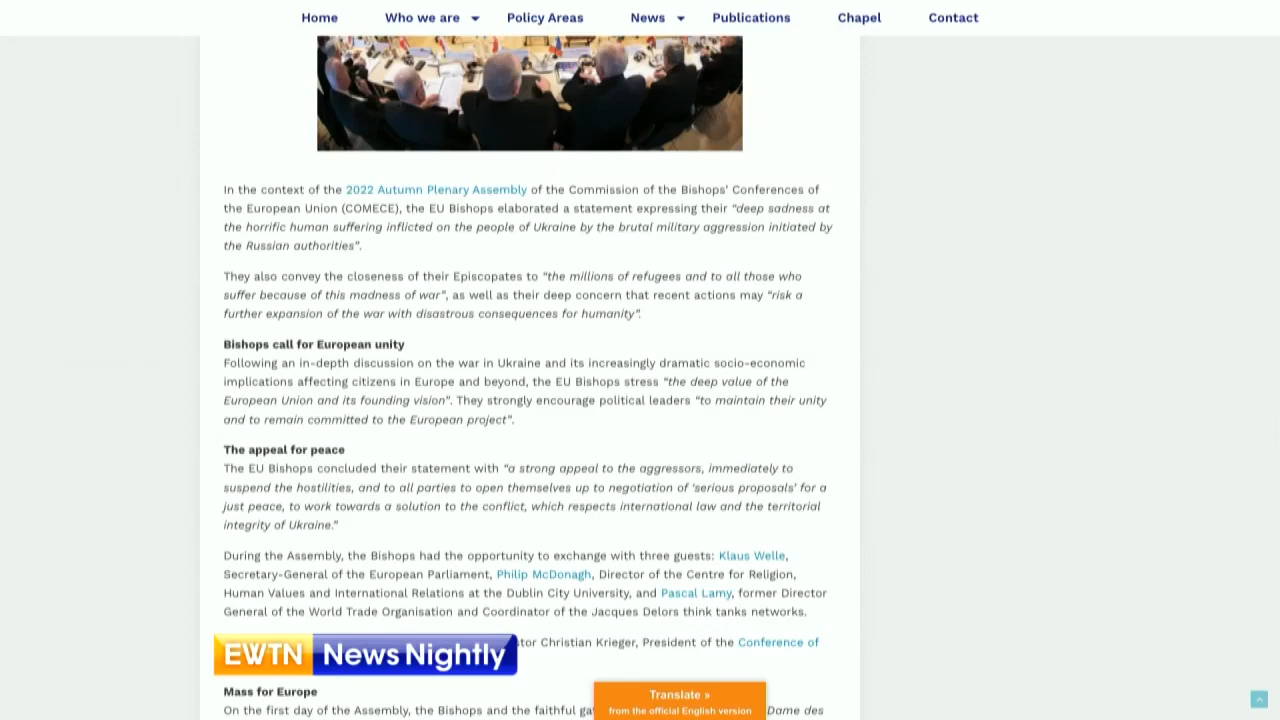 Home Who we are Policy Areas News Publications Chapel Contact
In the context of the 2022 Autumn Plenary Assembly of the Commission of the Bishops' Conferences of
the European Union (COMECE), the EU Bishops elaborated a statement expressing their “deep sadness at
the horrific human suffering inflicted on the people of Ukraine by the brutal military aggression initiated by
the Russian authorities”.
They also convey the closeness of their Episcopates to “the millions of refugees and to all those who
suffer because of this madness of war”, as well as their deep concern that recent actions may “risk a
further expansion of the war with disastrous consequences for humanity”.
Bishops call for European unity
Following an in-depth discussion on the war in Ukraine and its increasingly dramatic socio-economic
implications affecting citizens in Europe and beyond, the EU Bishops stress “the deep value of the
European Union and its founding vision”. They strongly encourage political leaders “to maintain their unity
and to remain committed to the European project”.
The appeal for peace
The EU Bishops concluded their statement with “a strong appeal to the aggressors, immediately to
suspend the hostilities, and to all parties to open themselves up to negotiation of ‘serious proposals’ for a
just peace, to work towards a solution to the conflict, which respects international law and the territorial
integrity of Ukraine.”
During the Assembly, the Bishops had the opportunity to exchange with three guests: Klaus Welle,
Secretary-General of the European Parliament, Philip McDonagh, Director of the Centre for Religion,
Human Values and International Relations at the Dublin City University, and Pascal Lamy, former Director
General of the World Trade Organisation and Coordinator of the Jacques Delors think tanks networks.
stor Christian Krieger, President of the Conference of
EWTN News Nightly
Mass for Europe
On the first day of the Assembly, the Bishops and the faithful ga Dame des
Translate »
from the official English version